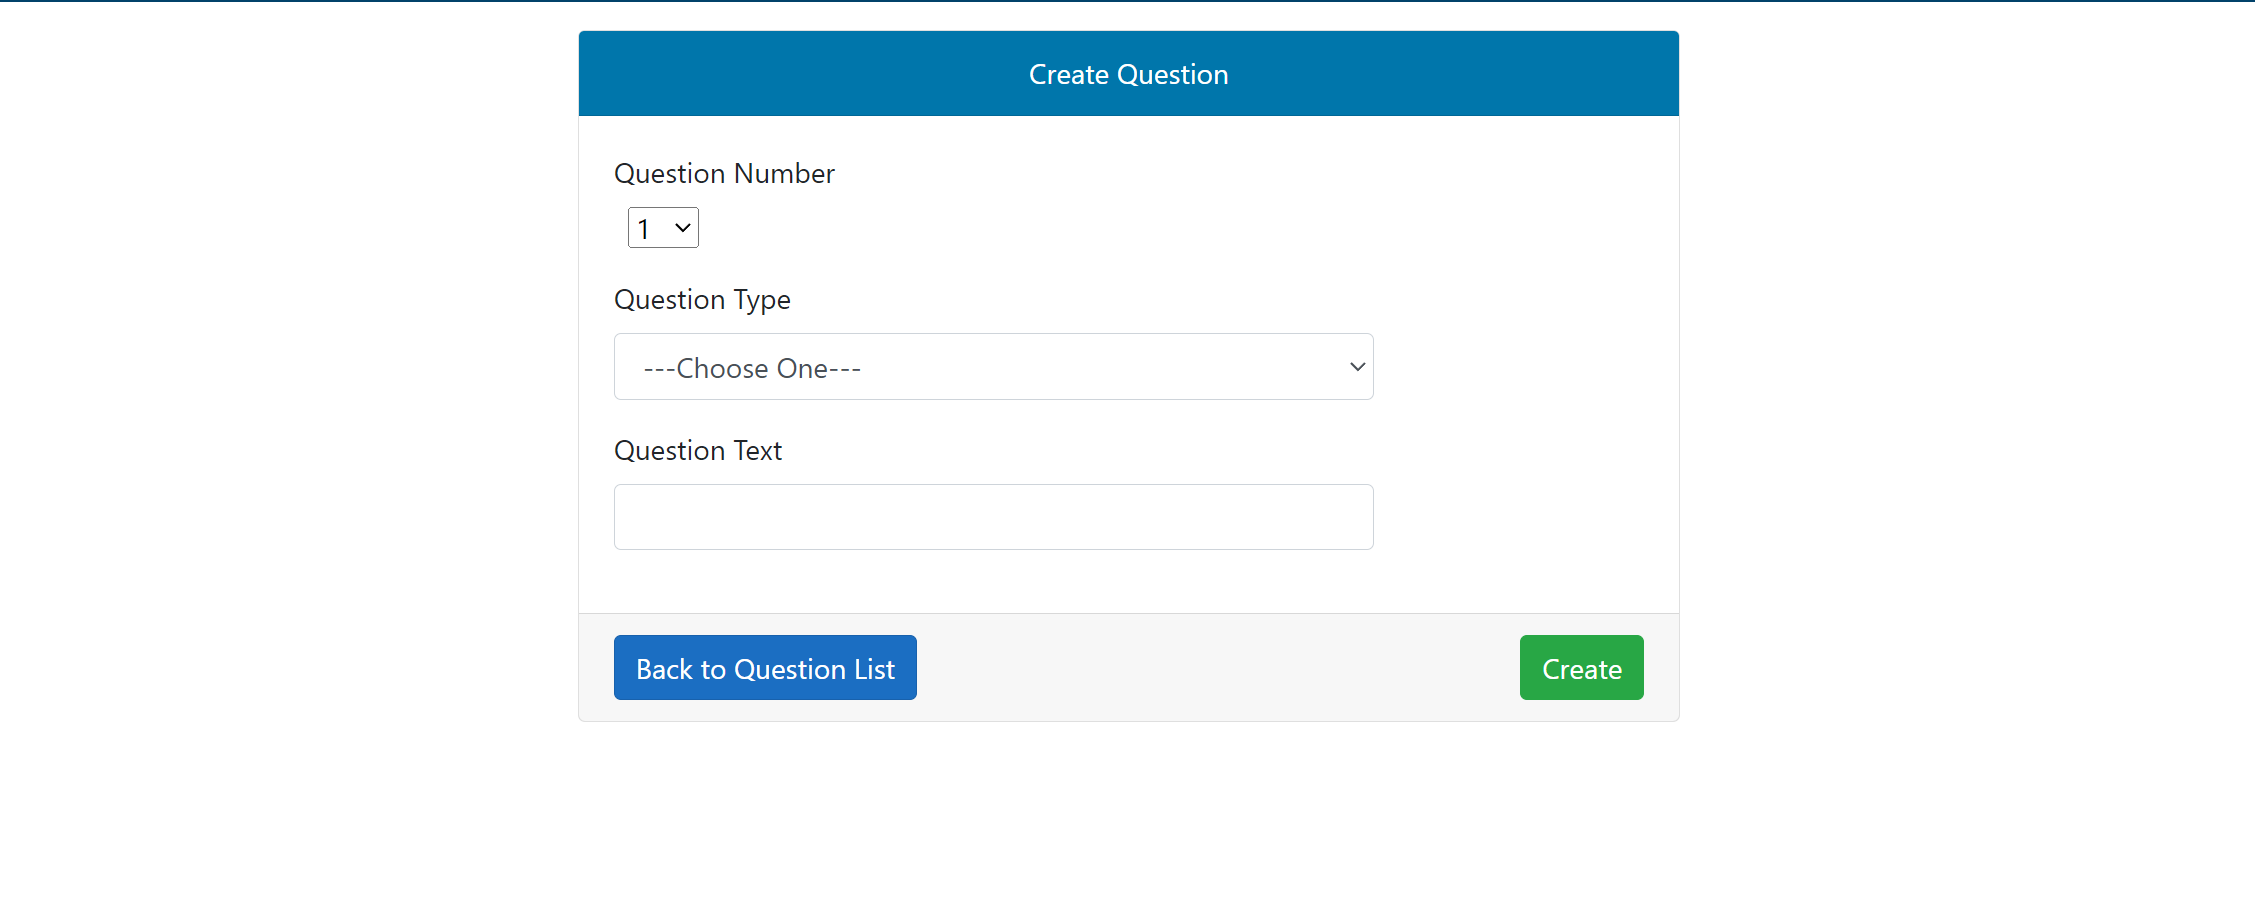 Create Question
Question Number
1
Question Type
---Choose One---
Question Text
Back to Question List
Create